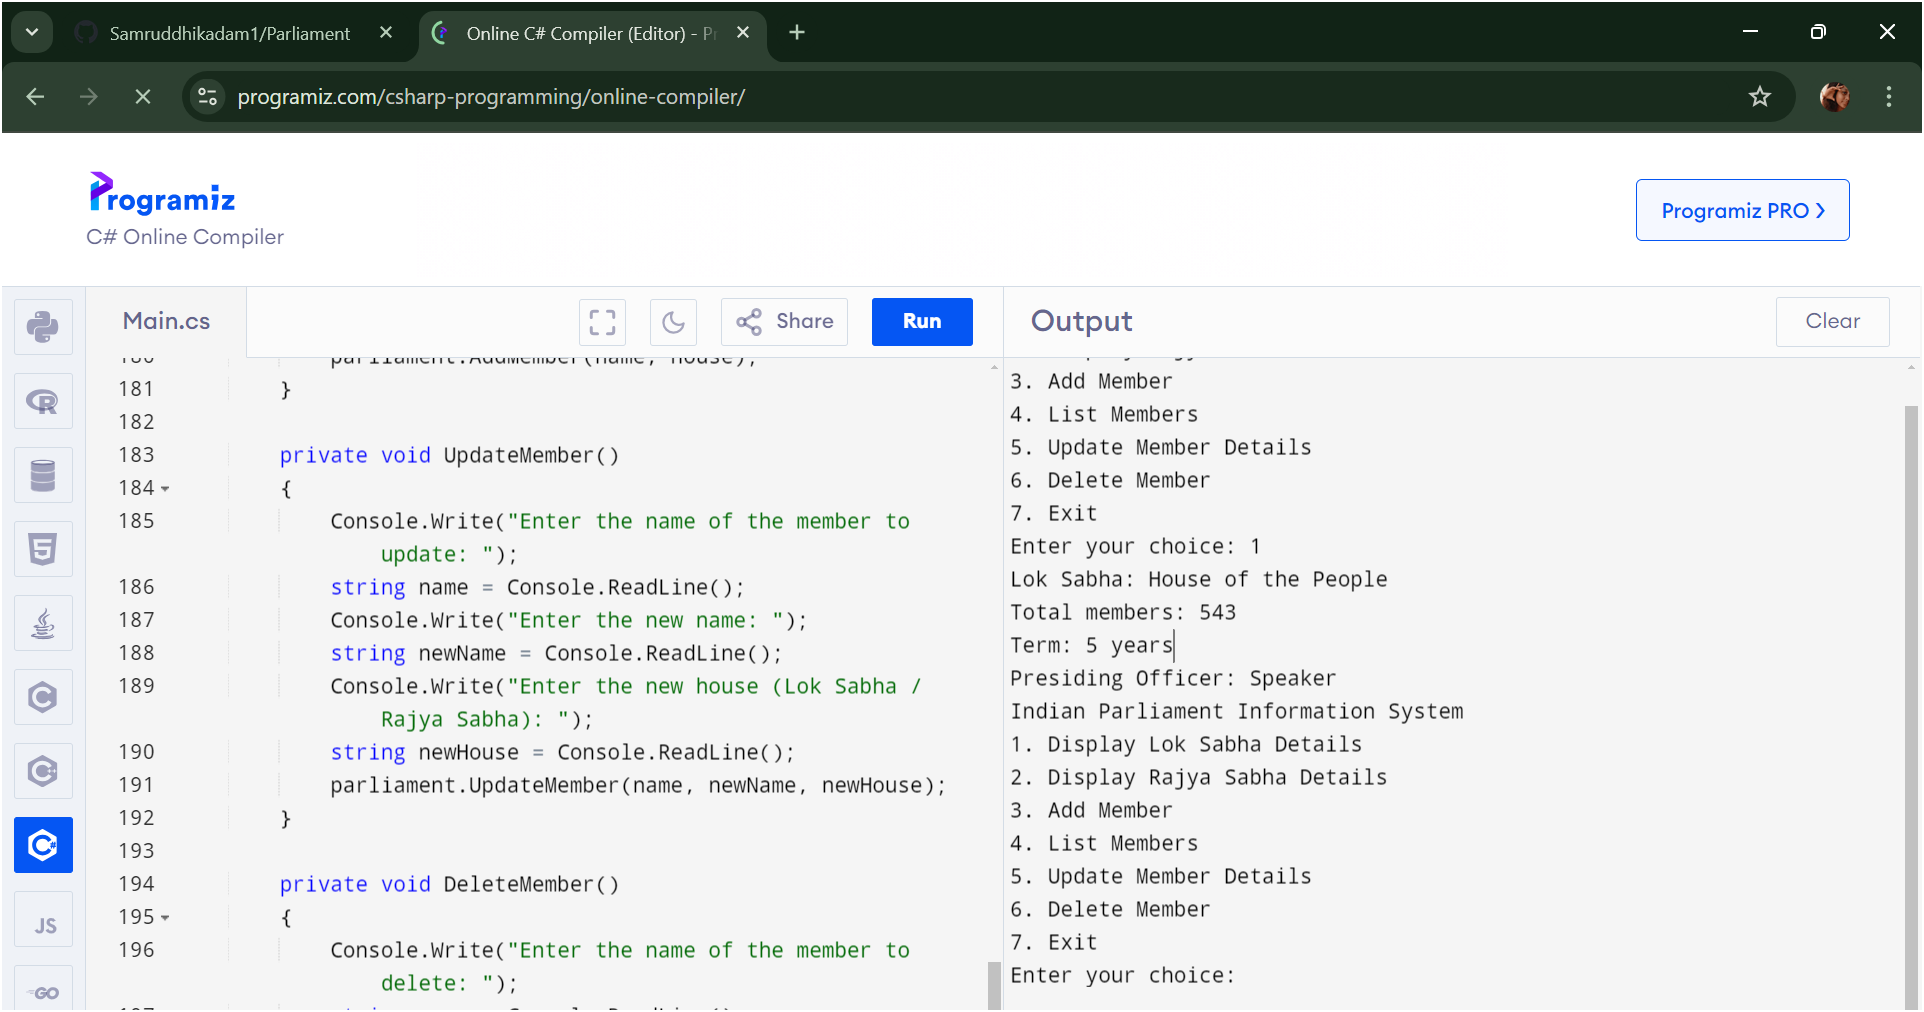 Samruddhikadam1/Parliament
Online C# Compiler (Editor) - Pr
programiz.com/csharp-programming/online-compiler/
Programiz
C# Online Compiler
Programiz PRO ❯
Main.cs
Share
Run
Output
Clear
180 parliament.AddMember(name, house);
181 }
182
183 private void UpdateMember()
184 {
185 Console.Write("Enter the name of the member to
update: ");
186 string name = Console.ReadLine();
187 Console.Write("Enter the new name: ");
188 string newName = Console.ReadLine();
189 Console.Write("Enter the new house (Lok Sabha /
Rajya Sabha): ");
190 string newHouse = Console.ReadLine();
191 parliament.UpdateMember(name, newName, newHouse);
192 }
193
194 private void DeleteMember()
195 {
196 Console.Write("Enter the name of the member to
delete: ");
3. Add Member
4. List Members
5. Update Member Details
6. Delete Member
7. Exit
Enter your choice: 1
Lok Sabha: House of the People
Total members: 543
Term: 5 years
Presiding Officer: Speaker
Indian Parliament Information System
1. Display Lok Sabha Details
2. Display Rajya Sabha Details
3. Add Member
4. List Members
5. Update Member Details
6. Delete Member
7. Exit
Enter your choice:
R
5
C
C
C#
JS
GO